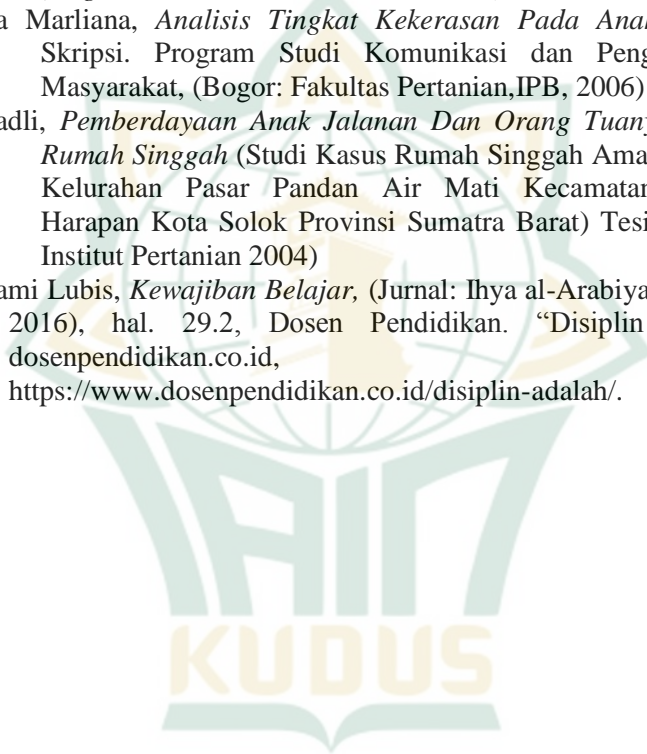 a Marliana, Analisis Tingkat Kekerasan Pada Anal
Skripsi. Program Studi Komunikasi dan Peng
Masyarakat, (Bogor: Fakultas Pertanian,IPB, 2006)
adli, Pemberdayaan Anak Jalanan Dan Orang Tuany
Rumah Singgah (Studi Kasus Rumah Singgah Ama
Kelurahan Pasar Pandan Air Mati Kecamatan
Harapan Kota Solok Provinsi Sumatra Barat) Tesi
Institut Pertanian 2004)
ami Lubis, Kewajiban Belajar, (Jurnal: Ihya al-Arabiya
2016), hal. 29.2, Dosen Pendidikan. “Disiplin
dosenpendidikan.co.id,
https://www.dosenpendidikan.co.id/disiplin-adalah/.
IAIN
KUDUS